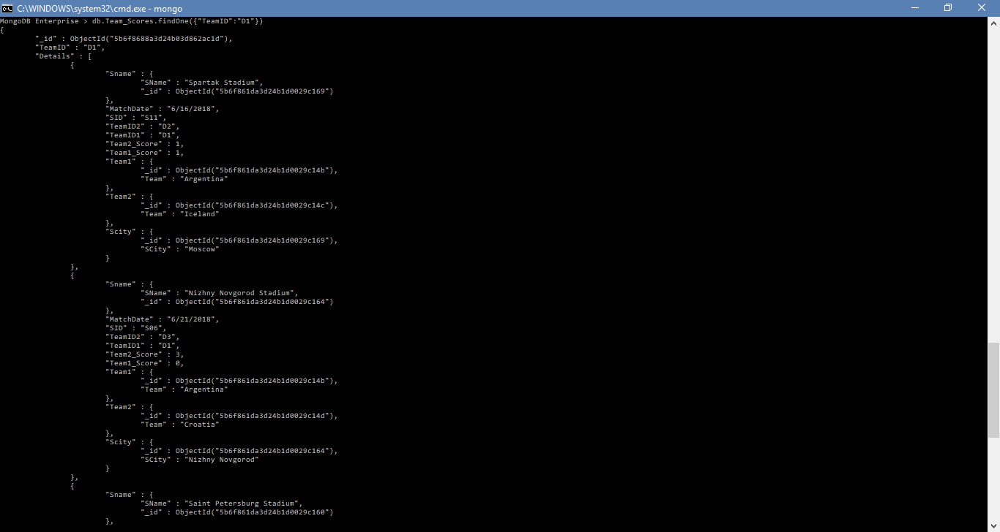 C:\WINDOWS\system32\cmd.exe - mongo
MongoDB Enterprise > db.Team_Scores.findOne({"TeamID":"D1"})
{
"_id" : ObjectId("5b6f8688a3d24b03d862ac1d"),
"TeamID" : "D1",
"Details" : [
{
"Sname" : {
"SName" : "Spartak Stadium",
"_id" : ObjectId("5b6f861da3d24b1d0029c169")
},
"MatchDate" : "6/16/2018",
"SID" : "S11",
"TeamID2" : "D2",
"TeamID1" : "D1",
"Team2_Score" : 1,
"Team1_Score" : 1,
"Team1" : {
"_id" : ObjectId("5b6f861da3d24b1d0029c14b"),
"Team" : "Argentina"
},
"Team2" : {
"_id" : ObjectId("5b6f861da3d24b1d0029c14c"),
"Team" : "Iceland"
},
"Scity" : {
"_id" : ObjectId("5b6f861da3d24b1d0029c169"),
"SCity" : "Moscow"
}
},
{
"Sname" : {
"SName" : "Nizhny Novgorod Stadium",
"_id" : ObjectId("5b6f861da3d24b1d0029c164")
},
"MatchDate" : "6/21/2018",
"SID" : "S06",
"TeamID2" : "D3",
"TeamID1" : "D1",
"Team2_Score" : 3,
"Team1_Score" : 0,
"Team1" : {
"_id" : ObjectId("5b6f861da3d24b1d0029c14b"),
"Team" : "Argentina"
},
"Team2" : {
"_id" : ObjectId("5b6f861da3d24b1d0029c14d"),
"Team" : "Croatia"
},
"Scity" : {
"_id" : ObjectId("5b6f861da3d24b1d0029c164"),
"SCity" : "Nizhny Novgorod"
}
},
{
"Sname" : {
"SName" : "Saint Petersburg Stadium",
"_id" : ObjectId("5b6f861da3d24b1d0029c160")
},